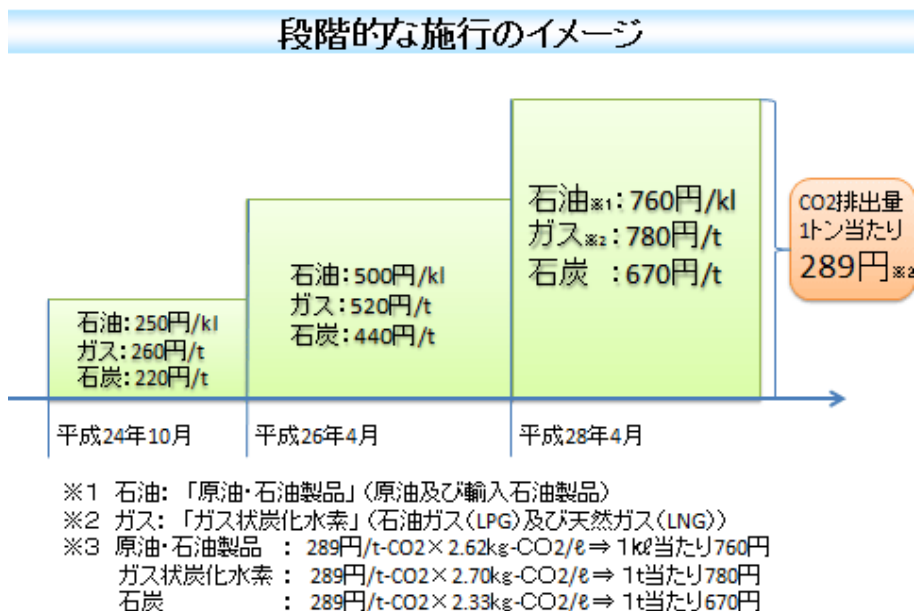 段階的な施行のイメージ
石油※1：760円/kl
ガス※2：780円/t
石炭　：670円/t
CO2排出量
1トン当たり
289円※2
石油：500円/kl
ガス：520円/t
石炭：440円/t
石油：250円/kl
ガス：260円/t
石炭：220円/t
平成24年10月
平成26年4月
平成28年4月
※1 石油：「原油・石油製品」（原油及び輸入石油製品）
※2 ガス：「ガス状炭化水素」（石油ガス(LPG)及び天然ガス(LNG)）
※3 原油・石油製品　： 289円/t-CO2×2.62kg-CO2/ℓ⇒ 1㎘当たり760円
ガス状炭化水素： 289円/t-CO2×2.70kg-CO2/ℓ⇒ 1t当たり780円
石炭　： 289円/t-CO2×2.33kg-CO2/ℓ⇒ 1t当たり670円